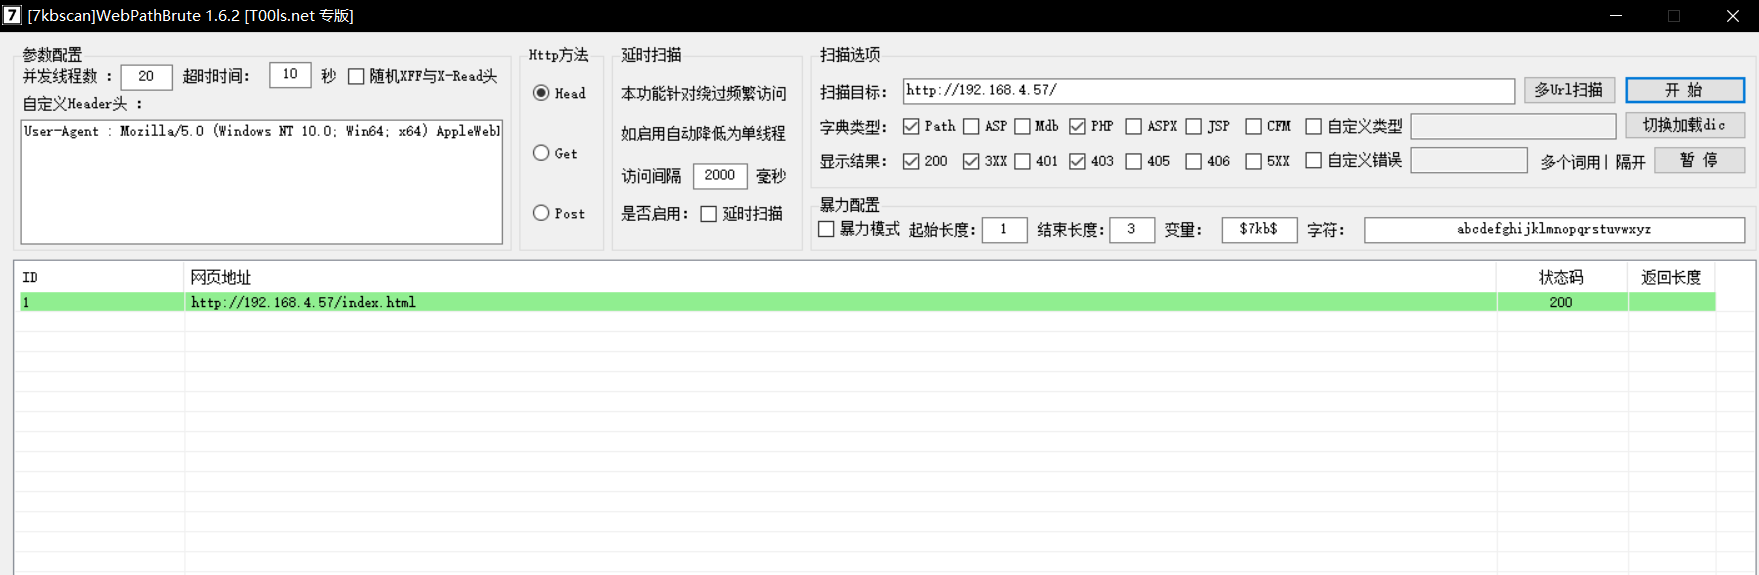 7 [7kbscan]WebPathBrute 1.6.2 [T00ls.net 专版]
参数配置
并发线程数 : 20 超时时间: 10 秒 随机XFF与X-Read头
自定义Header头 :
User-Agent : Mozilla/5.0 (Windows NT 10.0; Win64; x64) AppleWeb
Http方法
Head
Get
Post
延时扫描
本功能针对绕过频繁访问
如启用自动降低为单线程
访问间隔 2000 毫秒
是否启用: 延时扫描
扫描选项
扫描目标: http://192.168.4.57/ 多Url扫描 开 始
字典类型: Path ASP Mdb PHP ASPX JSP CFM 自定义类型 切换加载dic
显示结果: 200 3XX 401 403 405 406 5XX 自定义错误 多个词用| 隔开 暂 停
暴力配置
暴力模式 起始长度: 1 结束长度: 3 变量: $7kb$ 字符: abcdefghijklmnopqrstuvwxyz
ID 网页地址 状态码 返回长度
1 http://192.168.4.57/index.html 200